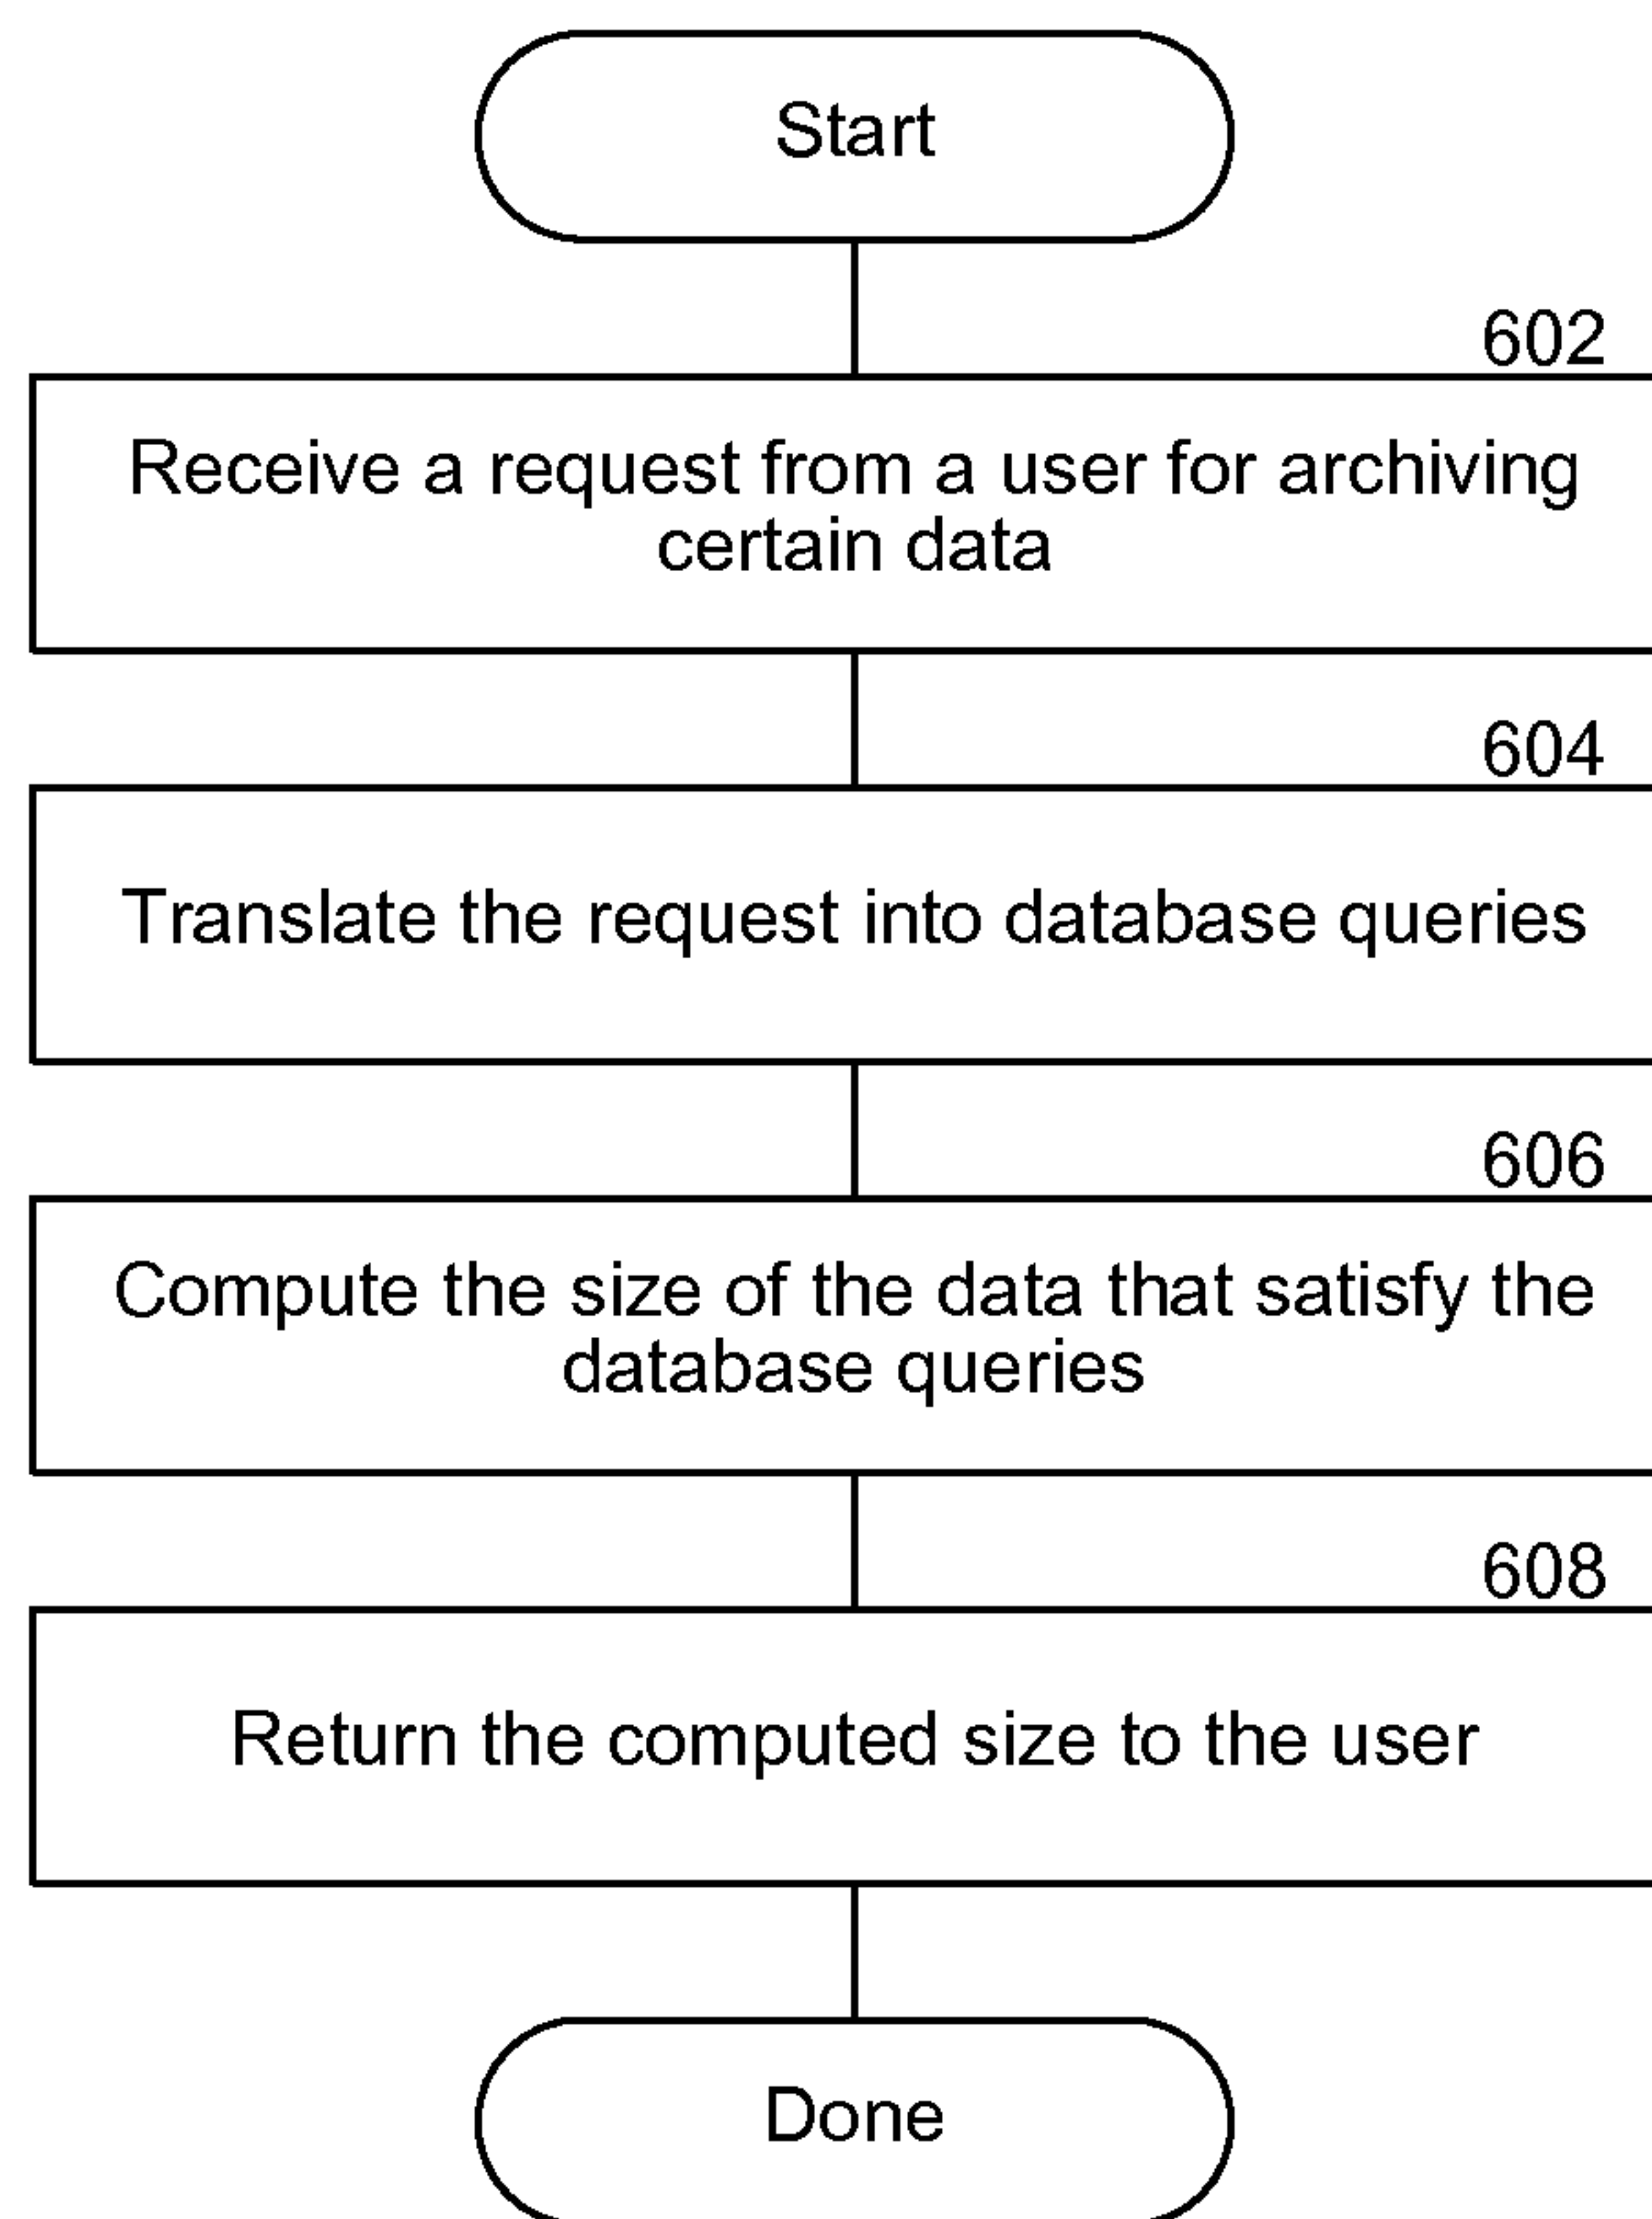 Start
602
Receive a request from a user for archiving
certain data
604
Translate the request into database queries
606
Compute the size of the data that satisfy the
database queries
608
Return the computed size to the user
Done